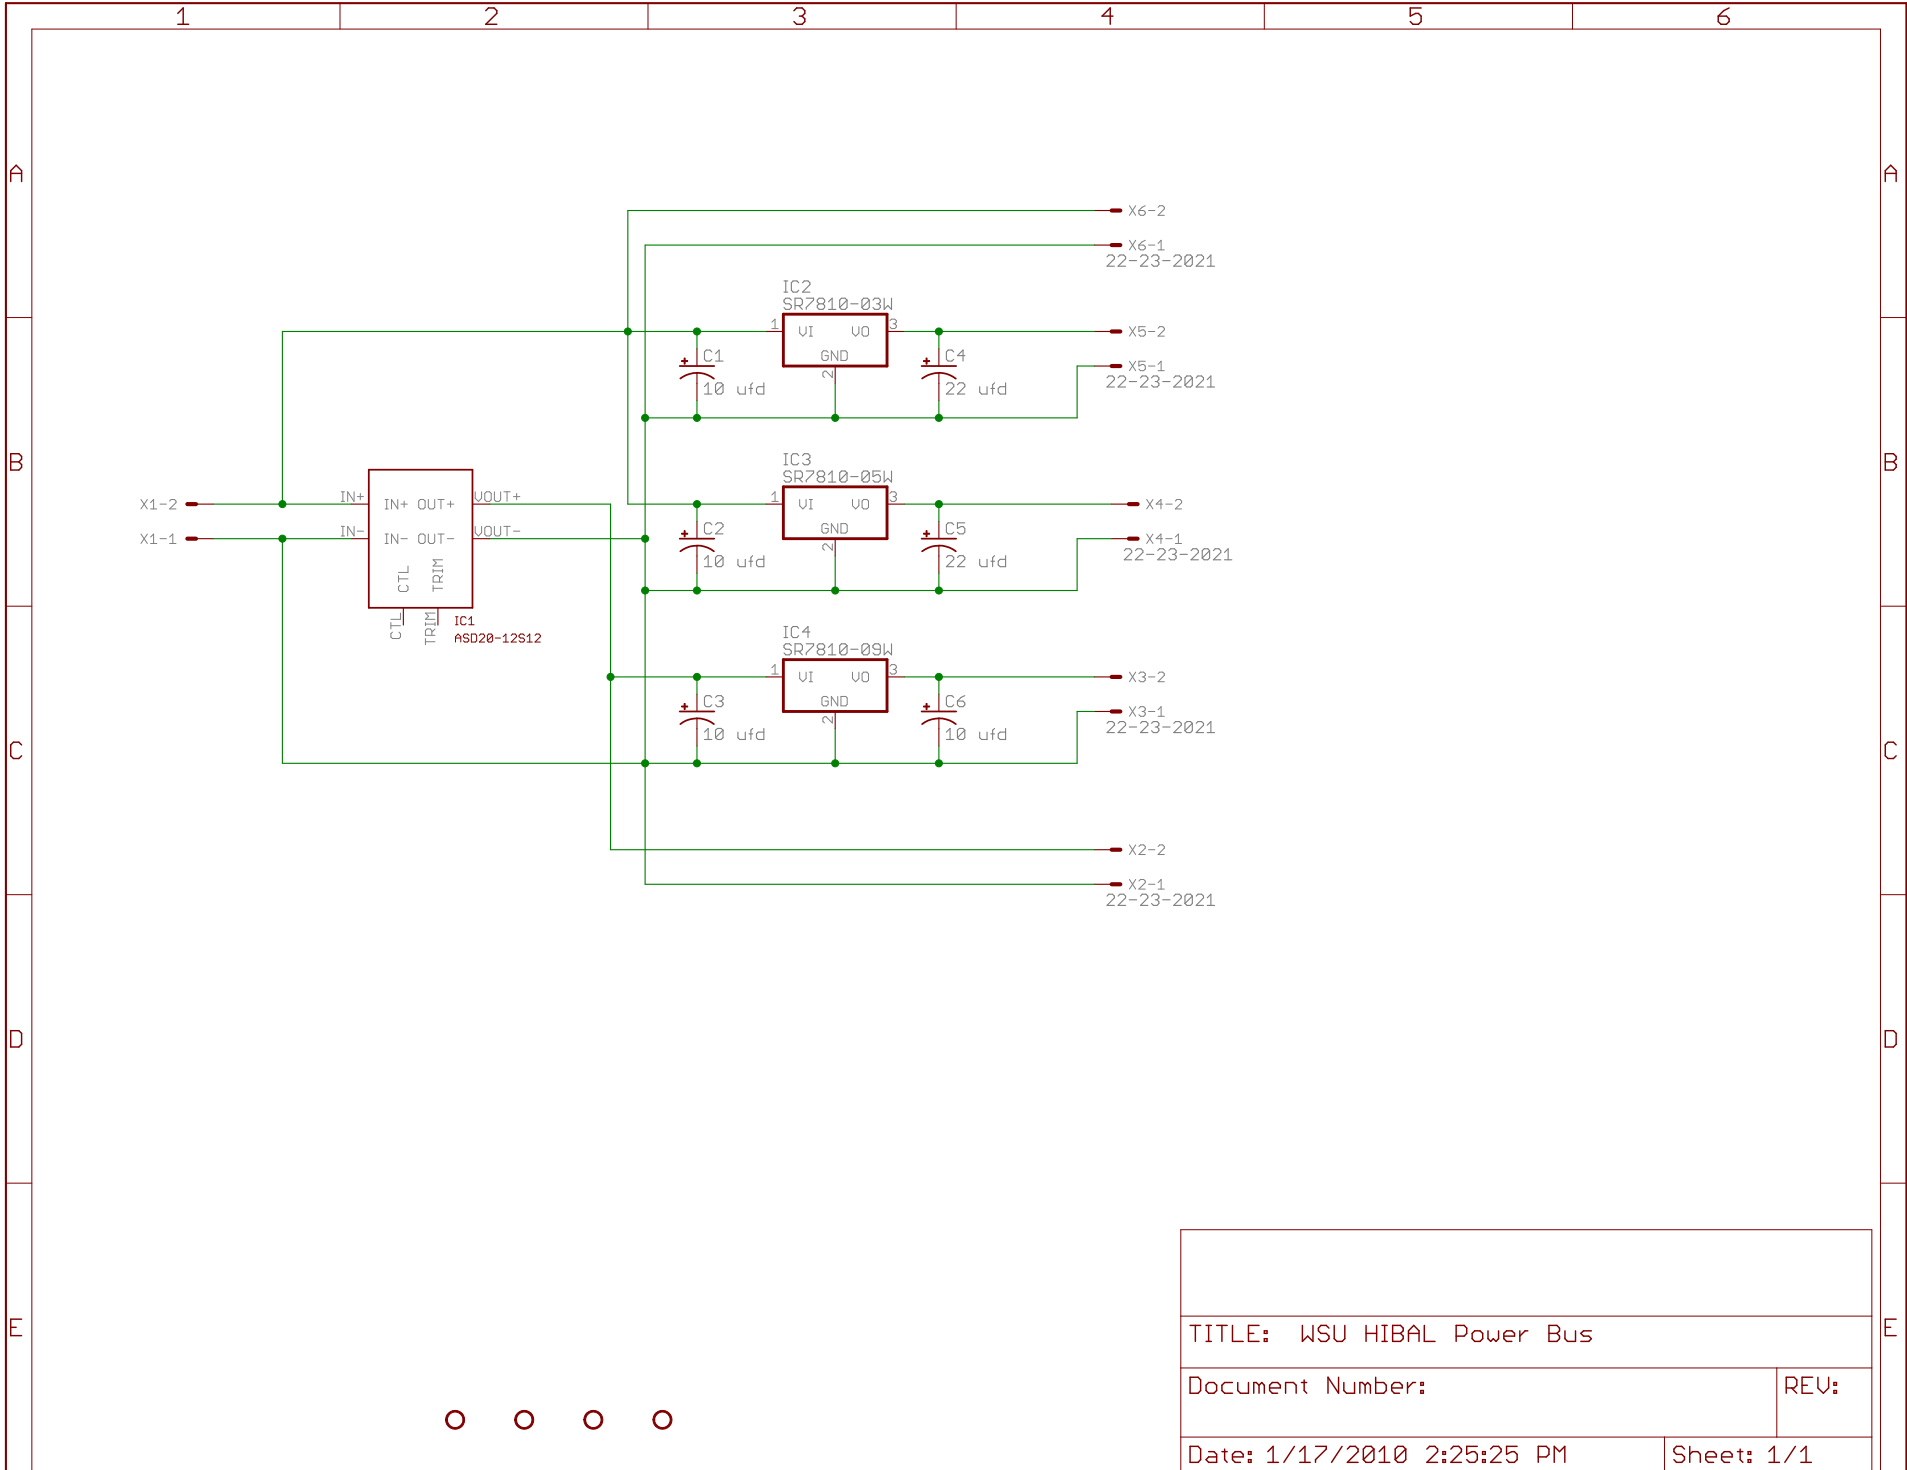 1 2 3 4 5 6
A A
X6-2
X6-1
22-23-2021
IC2
SR7810-03W
1 VI VO 3
GND
2
C1
10 ufd
C4
22 ufd
X5-2
X5-1
22-23-2021
B B
IC3
SR7810-05W
1 VI VO 3
GND
2
C2
10 ufd
C5
22 ufd
X4-2
X4-1
22-23-2021
X1-2
X1-1
IN+ IN+ OUT+ VOUT+
IN- IN- OUT- VOUT-
CTL TRIM
CTL TRIM
IC1
ASD20-12S12
IC4
SR7810-09W
1 VI VO 3
GND
2
C3
10 ufd
C6
10 ufd
X3-2
X3-1
22-23-2021
C C
X2-2
X2-1
22-23-2021
D D
E E
TITLE: WSU HIBAL Power Bus
Document Number:
REV:
Date: 1/17/2010 2:25:25 PM
Sheet: 1/1